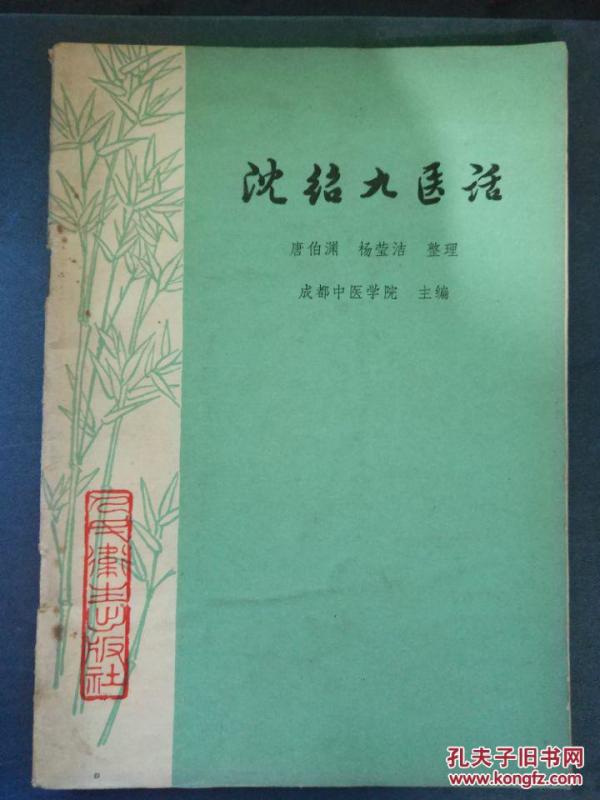 沈绍九医话
唐伯渊 杨莹洁 整理
成都中医学院 主编
人民卫生出版社
孔夫子旧书网
www.kongfz.com